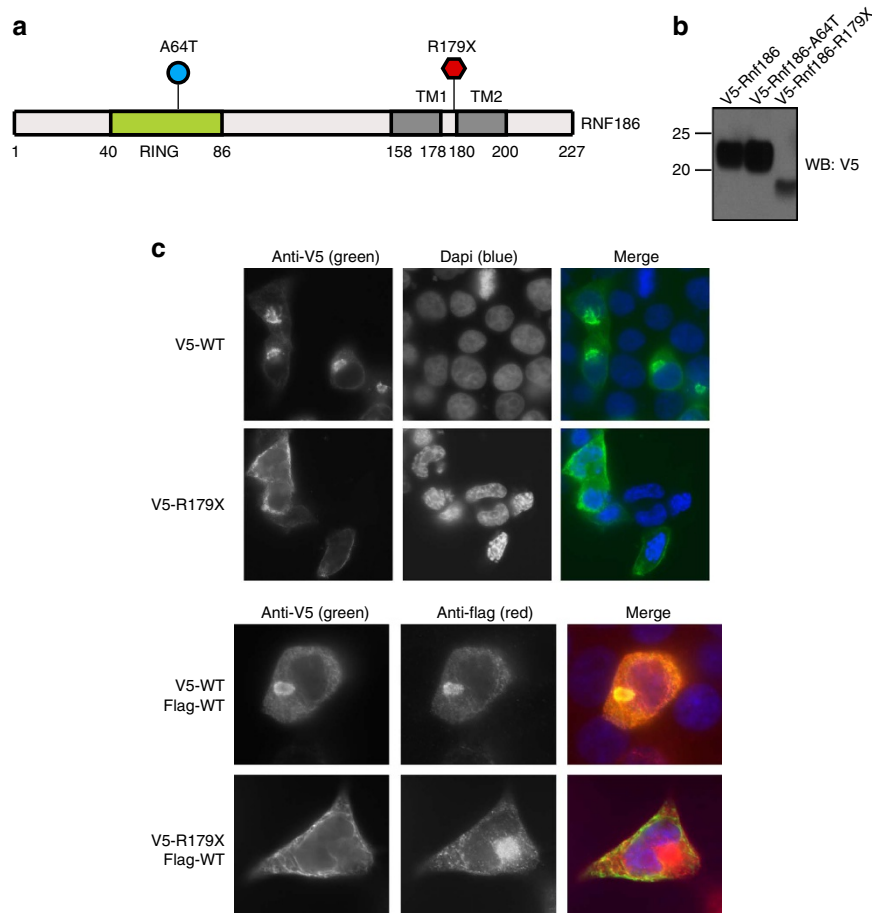 a
A64T
R179X
TM1
TM2
RNF186
1
40
RING
86
158
178
180
200
227
b
V5-Rnf186
V5-Rnf186-A64T
V5-Rnf186-R179X
25
20
WB: V5
c
Anti-V5 (green)
Dapi (blue)
Merge
V5-WT
V5-R179X
Anti-V5 (green)
Anti-flag (red)
Merge
V5-WT
Flag-WT
V5-R179X
Flag-WT